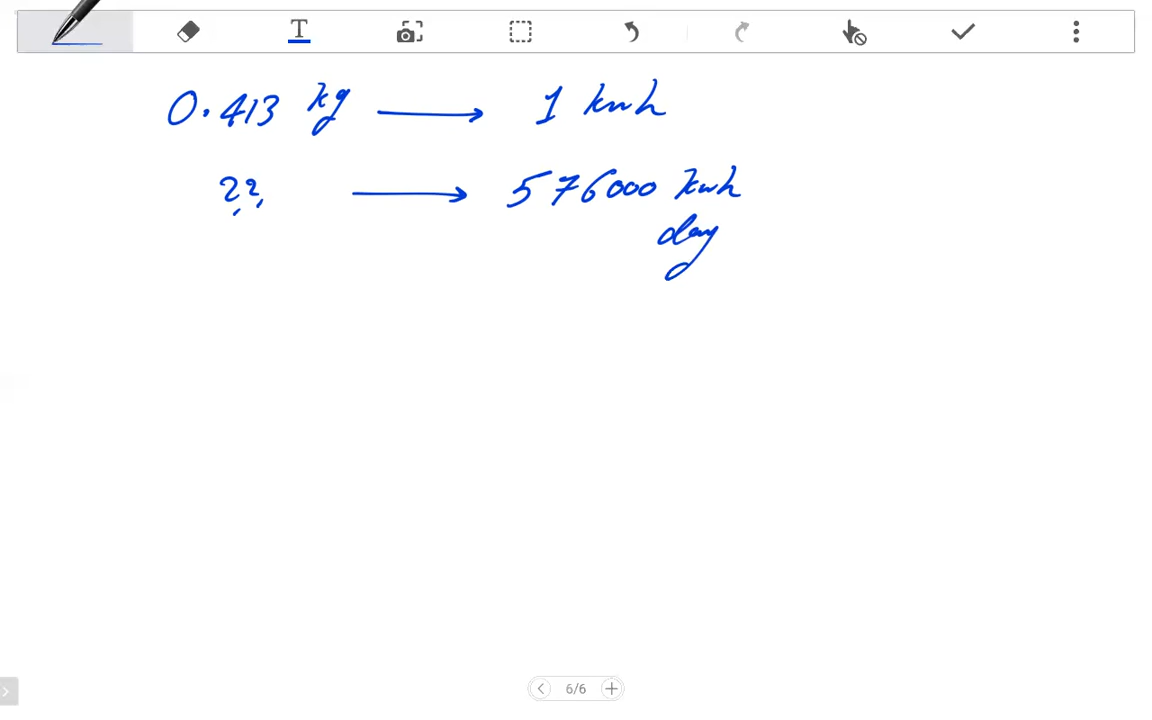 T
0.413 kg → 1 kwh
?? → 576000 kwh
day
6/6